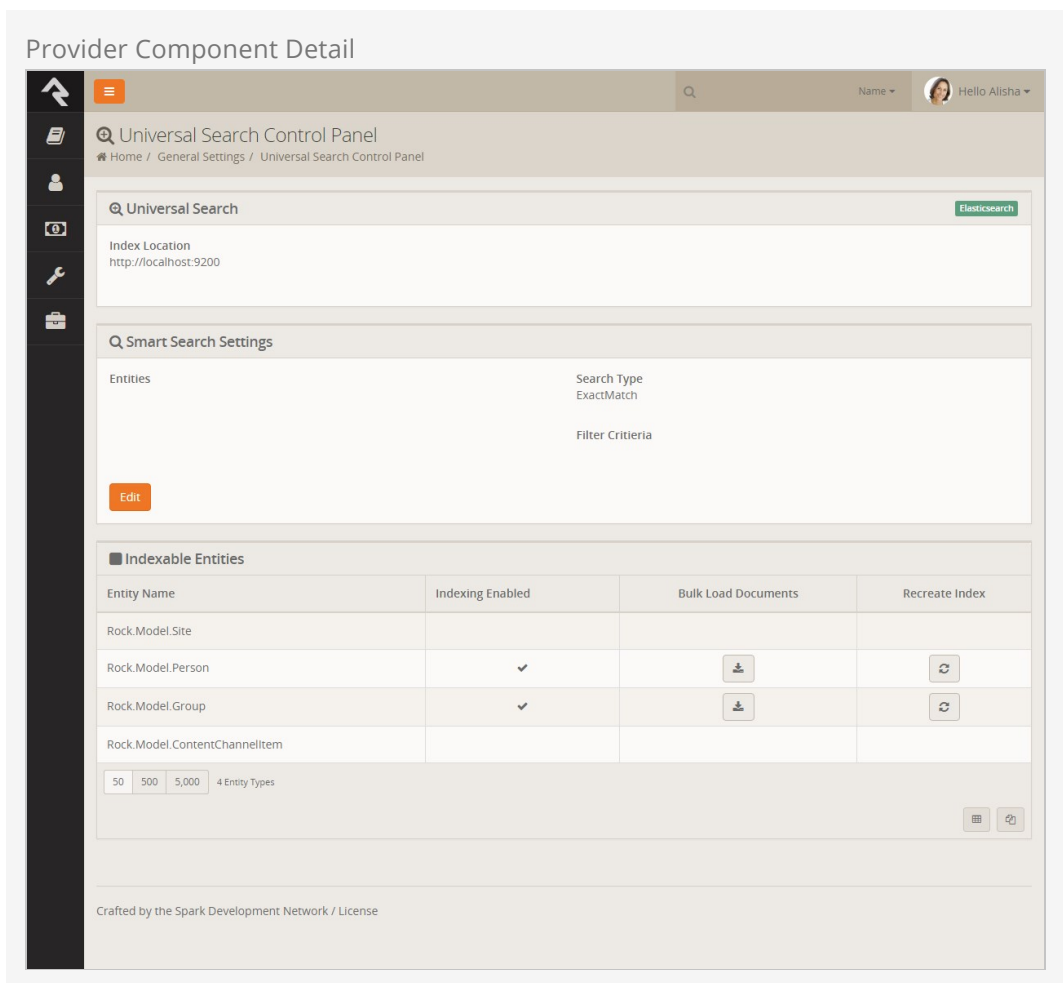 Provider Component Detail
Name
Hello Alisha
Universal Search Control Panel
Home / General Settings / Universal Search Control Panel
Universal Search
Elasticsearch
Index Location
http://localhost:9200
Smart Search Settings
Entities
Search Type
ExactMatch
Filter Critieria
Edit
Indexable Entities
Entity Name Indexing Enabled Bulk Load Documents Recreate Index
Rock.Model.Site
Rock.Model.Person
Rock.Model.Group
Rock.Model.ContentChannelItem
50 500 5,000 4 Entity Types
Crafted by the Spark Development Network / License